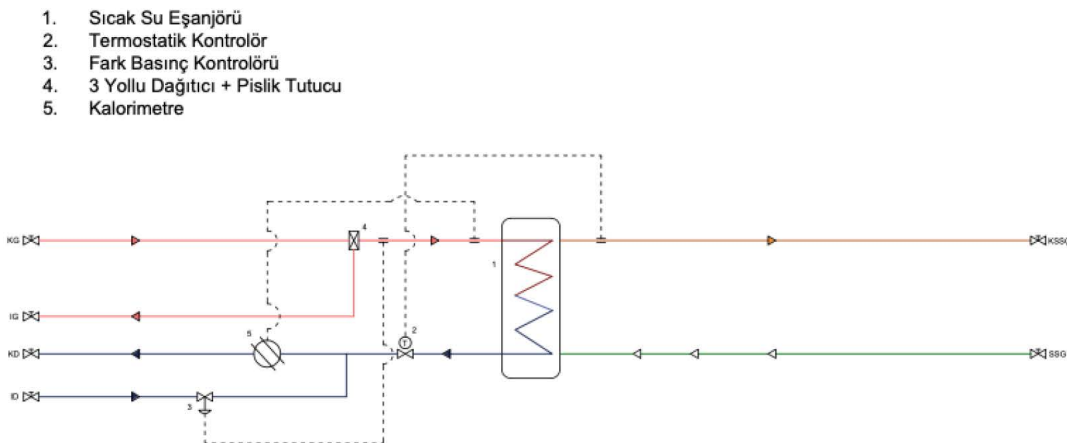 1. Sıcak Su Eşanjörü
2. Termostatik Kontrolör
3. Fark Basınç Kontrolörü
4. 3 Yollu Dağıtıcı + Pislik Tutucu
5. Kalorimetre
4
KG
KSSG
1
IG
5
2
T
KD
SSG
ID
3